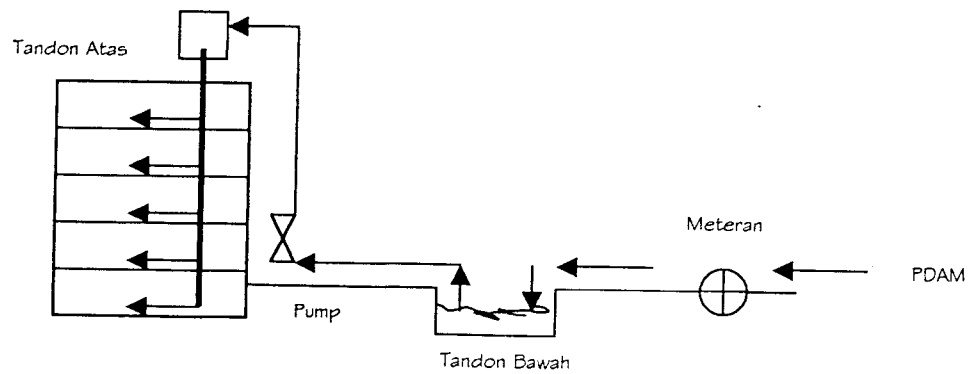 Tandon Atas
Meteran
PDAM
Pump
Tandon Bawah